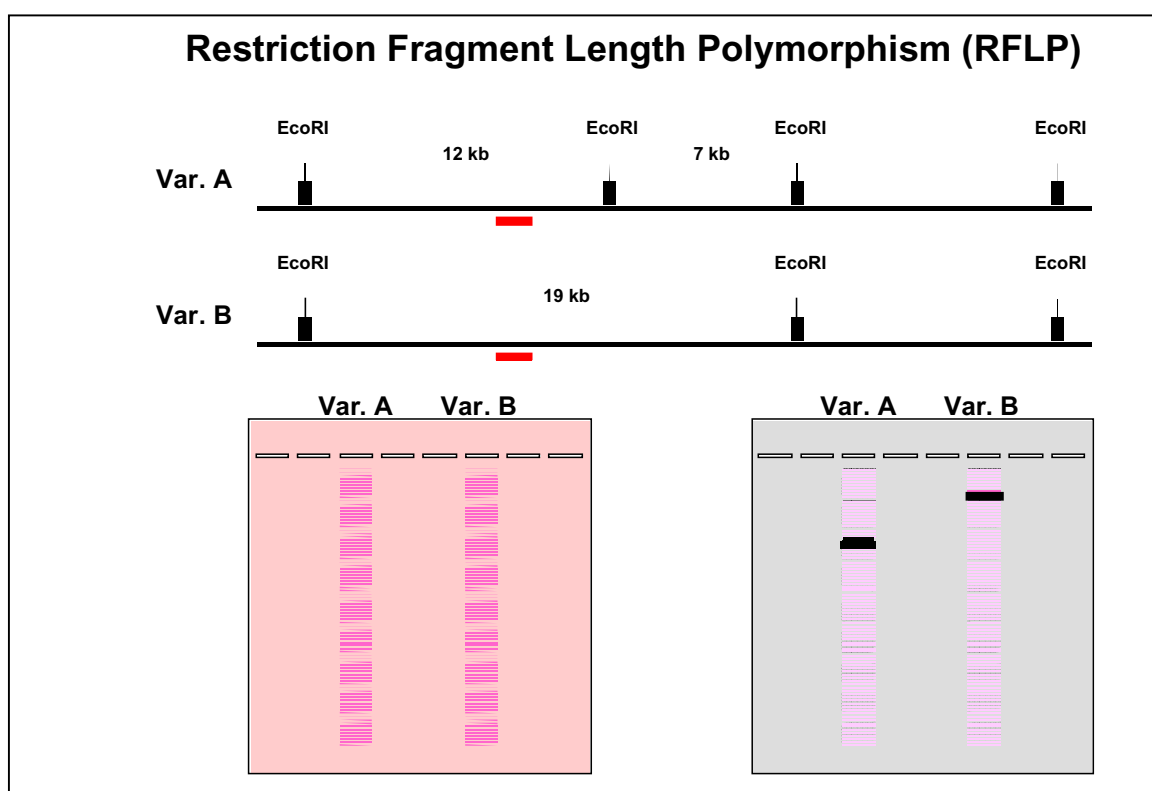 Restriction Fragment Length Polymorphism (RFLP)
EcoRI EcoRI EcoRI EcoRI
12 kb 7 kb
Var. A
EcoRI EcoRI EcoRI
19 kb
Var. B
Var. A Var. B Var. A Var. B